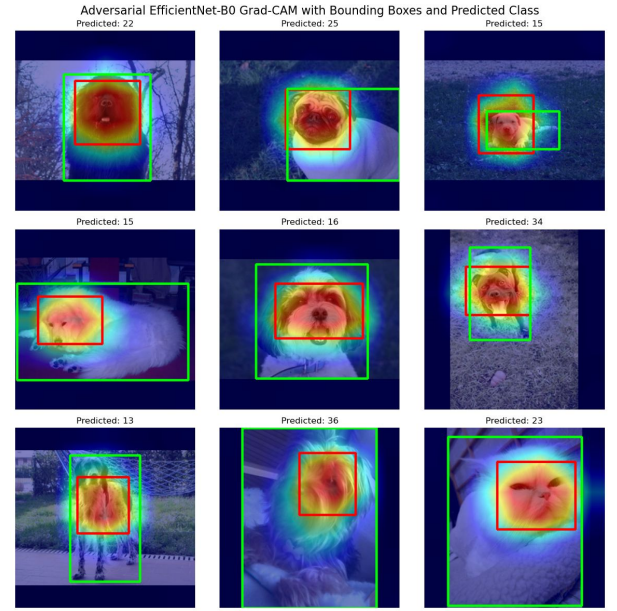 Adversarial EfficientNet-B0 Grad-CAM with Bounding Boxes and Predicted Class
Predicted: 22
Predicted: 25
Predicted: 15
Predicted: 15
Predicted: 16
Predicted: 34
Predicted: 13
Predicted: 36
Predicted: 23